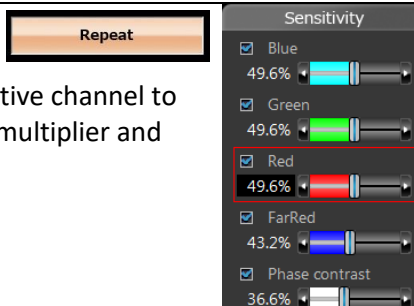 Repeat
tive channel to
multiplier and
Sensitivity
Blue
49.6%
Green
49.6%
Red
49.6%
FarRed
43.2%
Phase contrast
36.6%